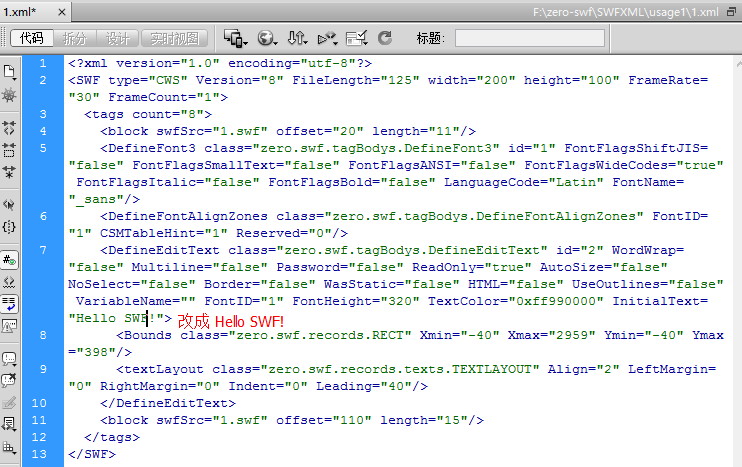 1.xml* × F:\zero-swf\SWFXML\usage1\1.xml
代码 拆分 设计 实时视图 标题:
1 <?xml version="1.0" encoding="utf-8"?>
2 <SWF type="CWS" Version="8" FileLength="125" width="200" height="100" FrameRate=
"30" FrameCount="1">
3 <tags count="8">
4 <block swfSrc="1.swf" offset="20" length="11"/>
5 <DefineFont3 class="zero.swf.tagBodys.DefineFont3" id="1" FontFlagsShiftJIS=
"false" FontFlagsSmallText="false" FontFlagsANSI="false" FontFlagsWideCodes="true"
FontFlagsItalic="false" FontFlagsBold="false" LanguageCode="Latin" FontName=
"_sans"/>
6 <DefineFontAlignZones class="zero.swf.tagBodys.DefineFontAlignZones" FontID=
"1" CSMTableHint="1" Reserved="0"/>
7 <DefineEditText class="zero.swf.tagBodys.DefineEditText" id="2" WordWrap=
"false" Multiline="false" Password="false" ReadOnly="true" AutoSize="false"
NoSelect="false" Border="false" WasStatic="false" HTML="false" UseOutlines="false"
VariableName="" FontID="1" FontHeight="320" TextColor="0xff990000" InitialText=
"Hello SWF!"> 改成 Hello SWF!
8 <Bounds class="zero.swf.records.RECT" Xmin="-40" Xmax="2959" Ymin="-40" Ymax
="398"/>
9 <textLayout class="zero.swf.records.texts.TEXTLAYOUT" Align="2" LeftMargin=
"0" RightMargin="0" Indent="0" Leading="40"/>
10 </DefineEditText>
11 <block swfSrc="1.swf" offset="110" length="15"/>
12 </tags>
13 </SWF>